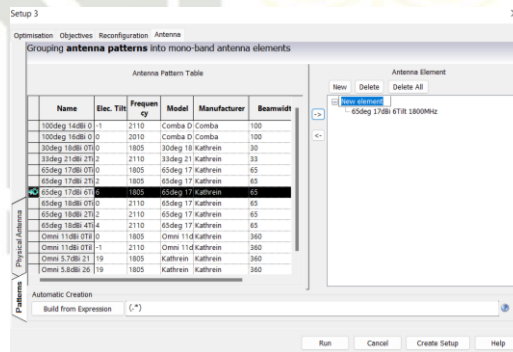 Setup 3
Optimisation Objectives Reconfiguration Antenna
Grouping antenna patterns into mono-band antenna elements
Antenna Pattern Table
Name Elec. Tilt Frequen cy Model Manufacturer Beamwidt
100deg 14dBi 0 -1 2110 Comba D Comba 100
100deg 16dBi 0 0 2010 Comba D Comba 100
30deg 18dBi 0Ti 0 1805 30deg 18 Kathrein 30
33deg 21dBi 2Ti 2 2110 33deg 21 Kathrein 33
65deg 17dBi 0Ti 0 1805 65deg 17 Kathrein 65
65deg 17dBi 2Ti 2 1805 65deg 17 Kathrein 65
65deg 17dBi 6Ti 6 1805 65deg 17 Kathrein 65
65deg 18dBi 0Ti 0 2110 65deg 18 Kathrein 65
65deg 18dBi 2Ti 2 2110 65deg 18 Kathrein 65
65deg 18dBi 4Ti 4 2110 65deg 18 Kathrein 65
Omni 11dBi 0Til 0 1805 Omni 11d Kathrein 360
Omni 11dBi 0Til -1 2110 Omni 11d Kathrein 360
Omni 5.7dBi 21 19 1805 Kathrein Kathrein 360
Omni 5.8dBi 26 19 1805 Kathrein Kathrein 360
Antenna Element
New Delete Delete All
New element
65deg 17dBi 6Tilt 1800MHz
->
<-
Physical Antenna
Patterns
Automatic Creation
Build from Expression (.*)
Run Cancel Create Setup Help